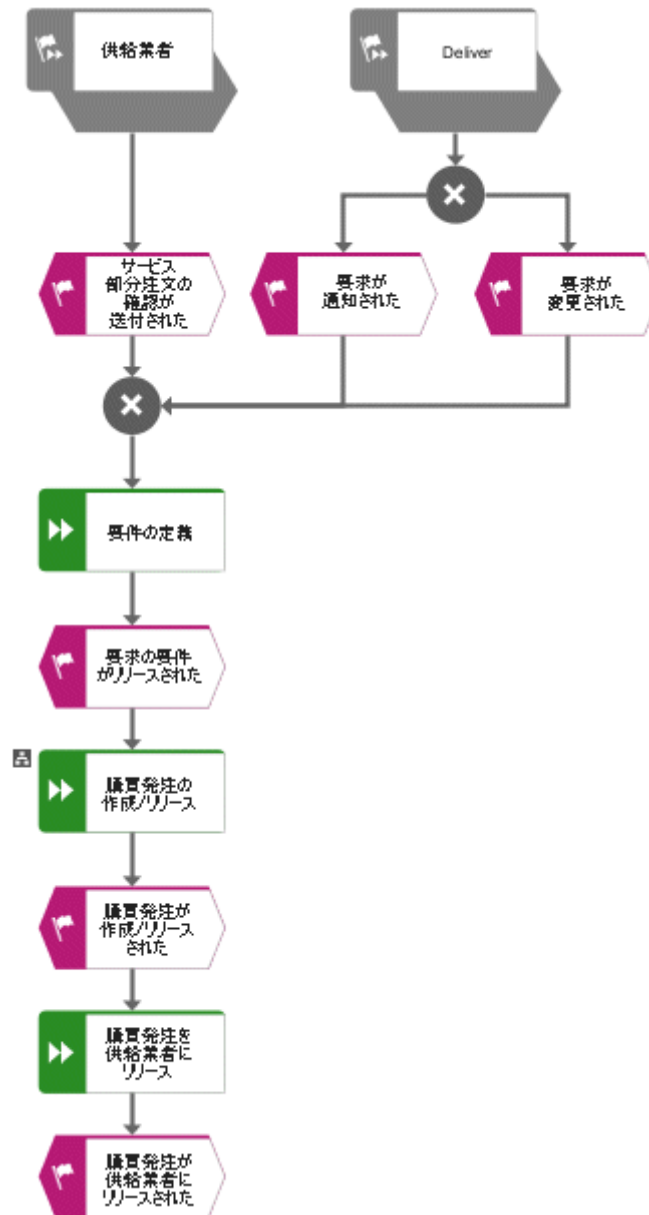 供給業者
Deliver
サービス
部分注文の
確認が
送付された
要求が
通知された
要求が
変更された
要件の定義
要求の要件
がリリースされた
購買発注の
作成/リリース
購買発注が
作成/リリース
された
購買発注を
供給業者に
リリース
購買発注が
供給業者に
リリースされた